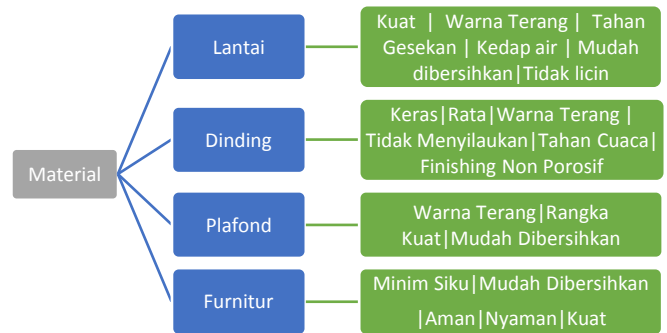 Material
Lantai
Kuat | Warna Terang | Tahan
Gesekan | Kedap air | Mudah
dibersihkan|Tidak licin
Dinding
Keras|Rata|Warna Terang |
Tidak Menyilaukan|Tahan Cuaca|
Finishing Non Porosif
Plafond
Warna Terang|Rangka
Kuat|Mudah Dibersihkan
Furnitur
Minim Siku|Mudah Dibersihkan
|Aman|Nyaman|Kuat